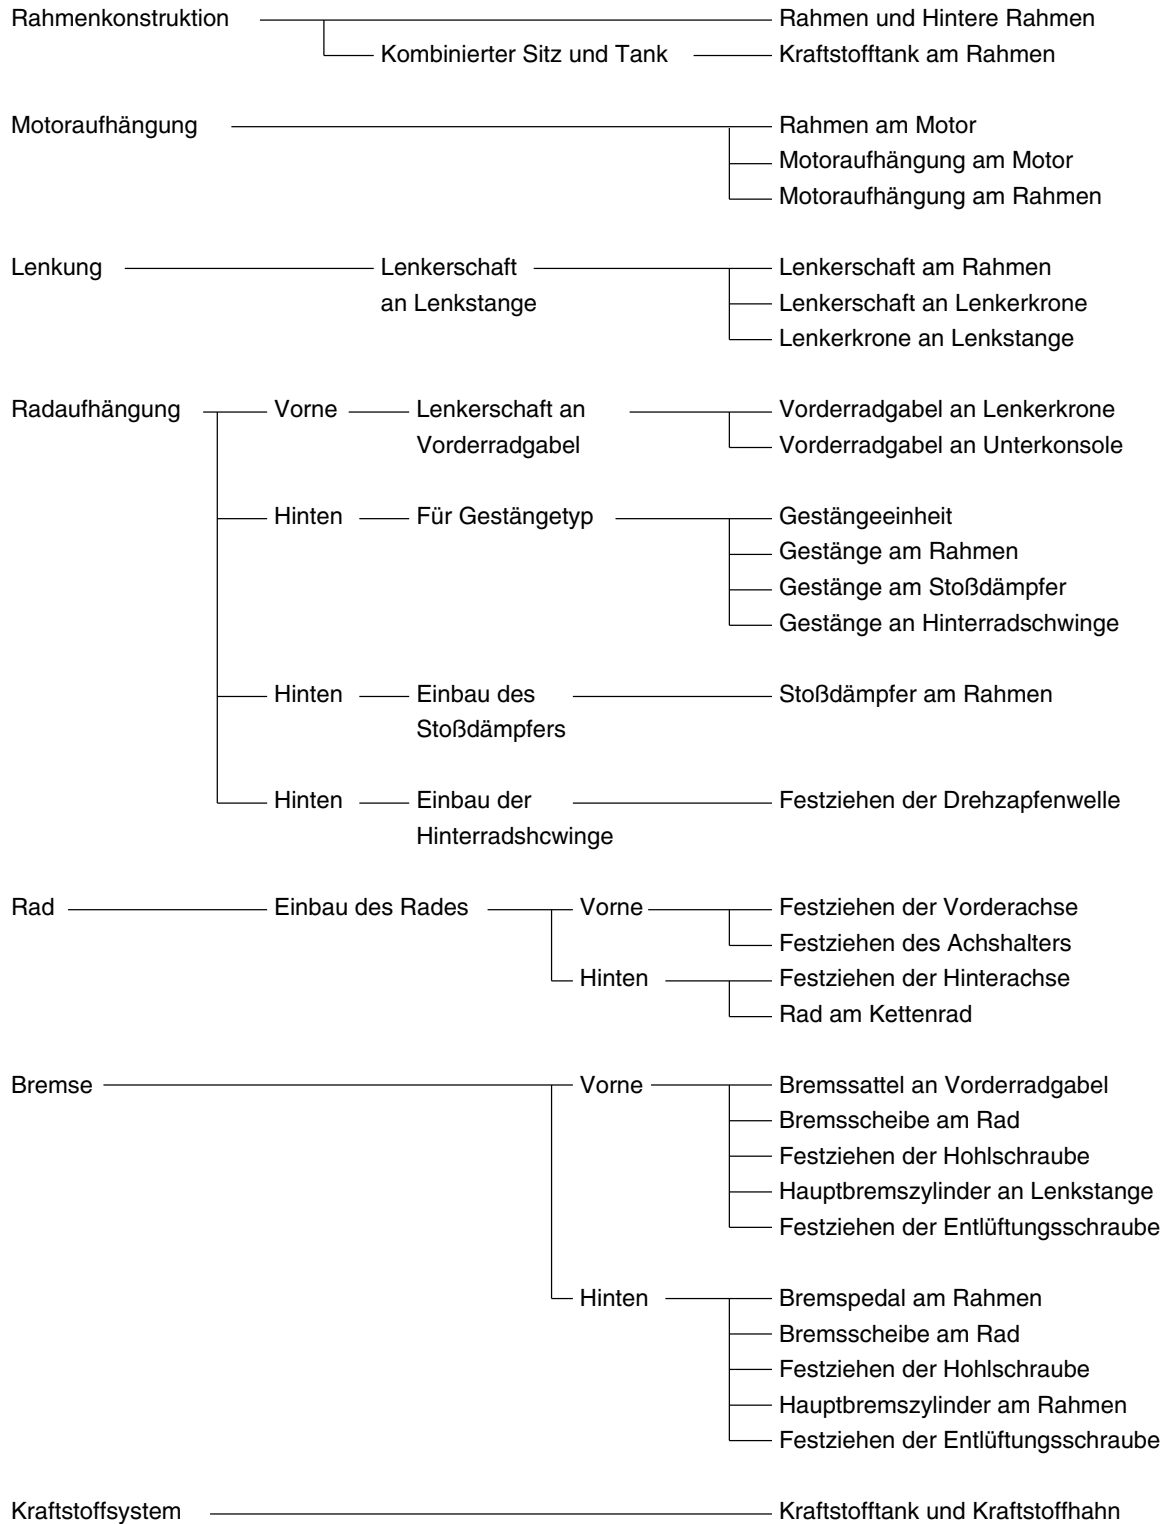 Rahmenkonstruktion Rahmen und Hintere Rahmen
Kombinierter Sitz und Tank Kraftstofftank am Rahmen
Motoraufhängung Rahmen am Motor
Motoraufhängung am Motor
Motoraufhängung am Rahmen
Lenkung Lenkerschaft Lenkerschaft am Rahmen
an Lenkstange Lenkerschaft an Lenkerkrone
Lenkerkrone an Lenkstange
Radaufhängung Vorne Lenkerschaft an Vorderradgabel an Lenkerkrone
Vorderradgabel Vorderradgabel an Unterkonsole
Hinten Für Gestängetyp Gestängeeinheit
Gestänge am Rahmen
Gestänge am Stoßdämpfer
Gestänge an Hinterradschwinge
Hinten Einbau des Stoßdämpfer am Rahmen
Stoßdämpfers
Hinten Einbau der Festziehen der Drehzapfenwelle
Hinterradshcwinge
Rad Einbau des Rades Vorne Festziehen der Vorderachse
Festziehen des Achshalters
Hinten Festziehen der Hinterachse
Rad am Kettenrad
Bremse Vorne Bremssattel an Vorderradgabel
Bremsscheibe am Rad
Festziehen der Hohlschraube
Hauptbremszylinder an Lenkstange
Festziehen der Entlüftungsschraube
Hinten Bremspedal am Rahmen
Bremsscheibe am Rad
Festziehen der Hohlschraube
Hauptbremszylinder am Rahmen
Festziehen der Entlüftungsschraube
Kraftstoffsystem Kraftstofftank und Kraftstoffhahn